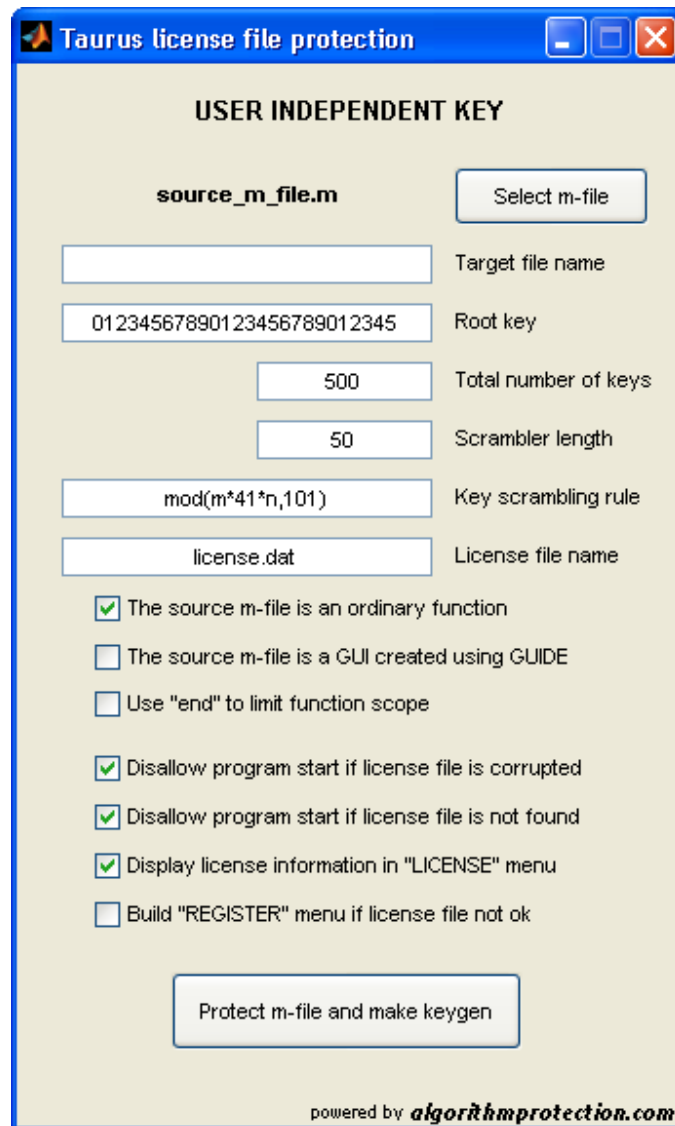 Taurus license file protection
USER INDEPENDENT KEY
source_m_file.m Select m-file
Target file name
01234567890123456789012345 Root key
500 Total number of keys
50 Scrambler length
mod(m*41*n,101) Key scrambling rule
license.dat License file name
The source m-file is an ordinary function
The source m-file is a GUI created using GUIDE
Use "end" to limit function scope
Disallow program start if license file is corrupted
Disallow program start if license file is not found
Display license information in "LICENSE" menu
Build "REGISTER" menu if license file not ok
Protect m-file and make keygen
powered by algorithmprotection.com